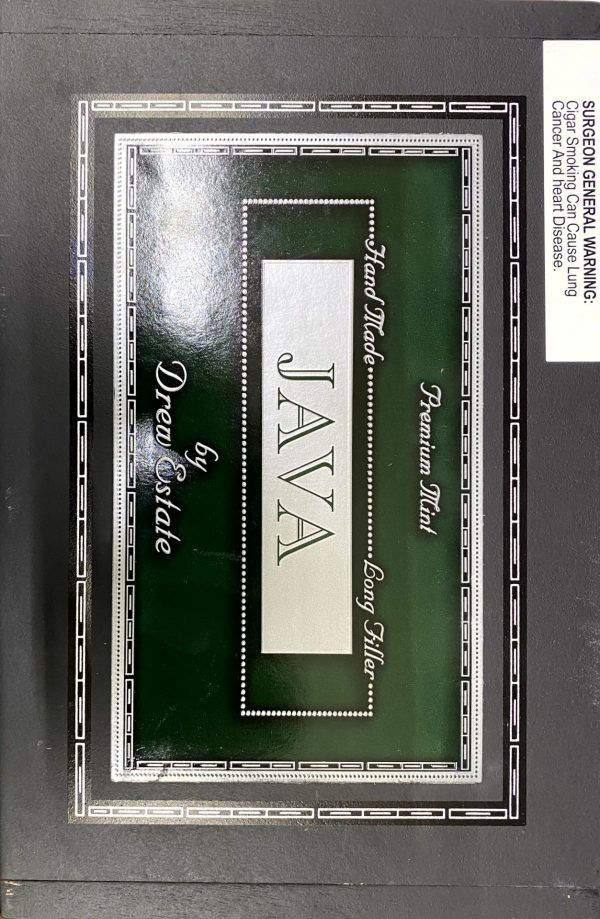 SURGEON GENERAL WARNING:
Cigar Smoking Can Cause Lung
Cancer And heart Disease.
Premium Mint
Hand Made Long Filler
JAVA
by
Drew Estate